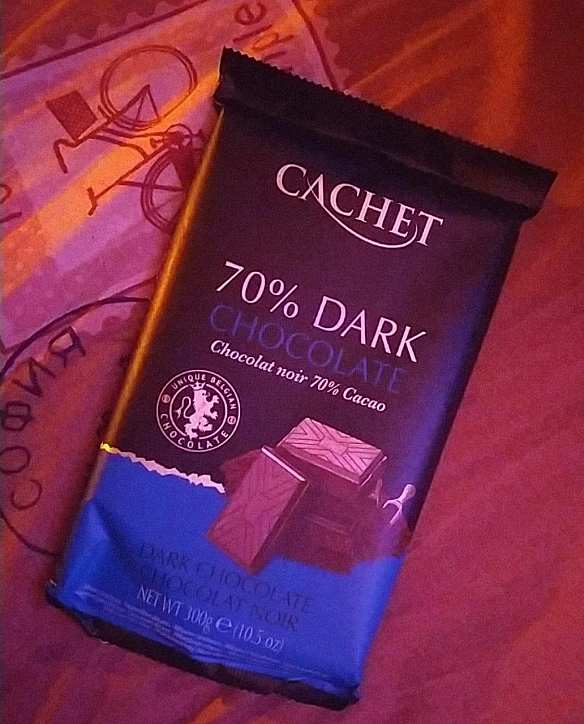 CACHET
70% DARK
CHOCOLATE
Chocolat noir 70% Cacao
UNIQUE BELGIAN
CHOCOLATE
DARK CHOCOLATE
CHOCOLAT NOIR
NET WT 300g ℮ (10.5 oz)